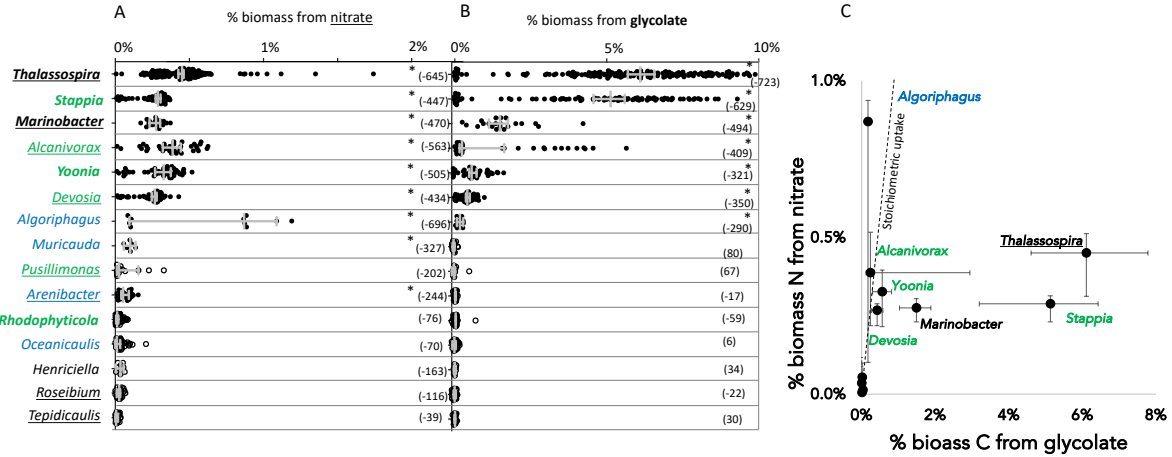 A
% biomass from nitrate
B
% biomass from glycolate
C
0% 1% 2% 0% 5% 10%
Thalassospira * (-645) * (-723)
Stappia * (-447) * (-629)
Marinobacter * (-470) * (-494)
Alcanivorax * (-563) * (-409)
Yoonia * (-505) * (-321)
Devosia * (-434) * (-350)
Algoriphagus * (-696) * (-290)
Muricauda * (-327) (80)
Pusillimonas (-202) (67)
Arenibacter * (-244) (-17)
Rhodophyticola (-76) (-59)
Oceanicaulis (-70) (6)
Henriciella (-163) (34)
Roseibium (-116) (-22)
Tepidicaulis (-39) (30)
% biomass N from nitrate
1.0%
0.5%
0.0%
Algoriphagus
Stoichiometric uptake
Thalassospira
Alcanivorax
Yoonia
Stappia
Marinobacter
Devosia
0% 2% 4% 6% 8%
% bioass C from glycolate